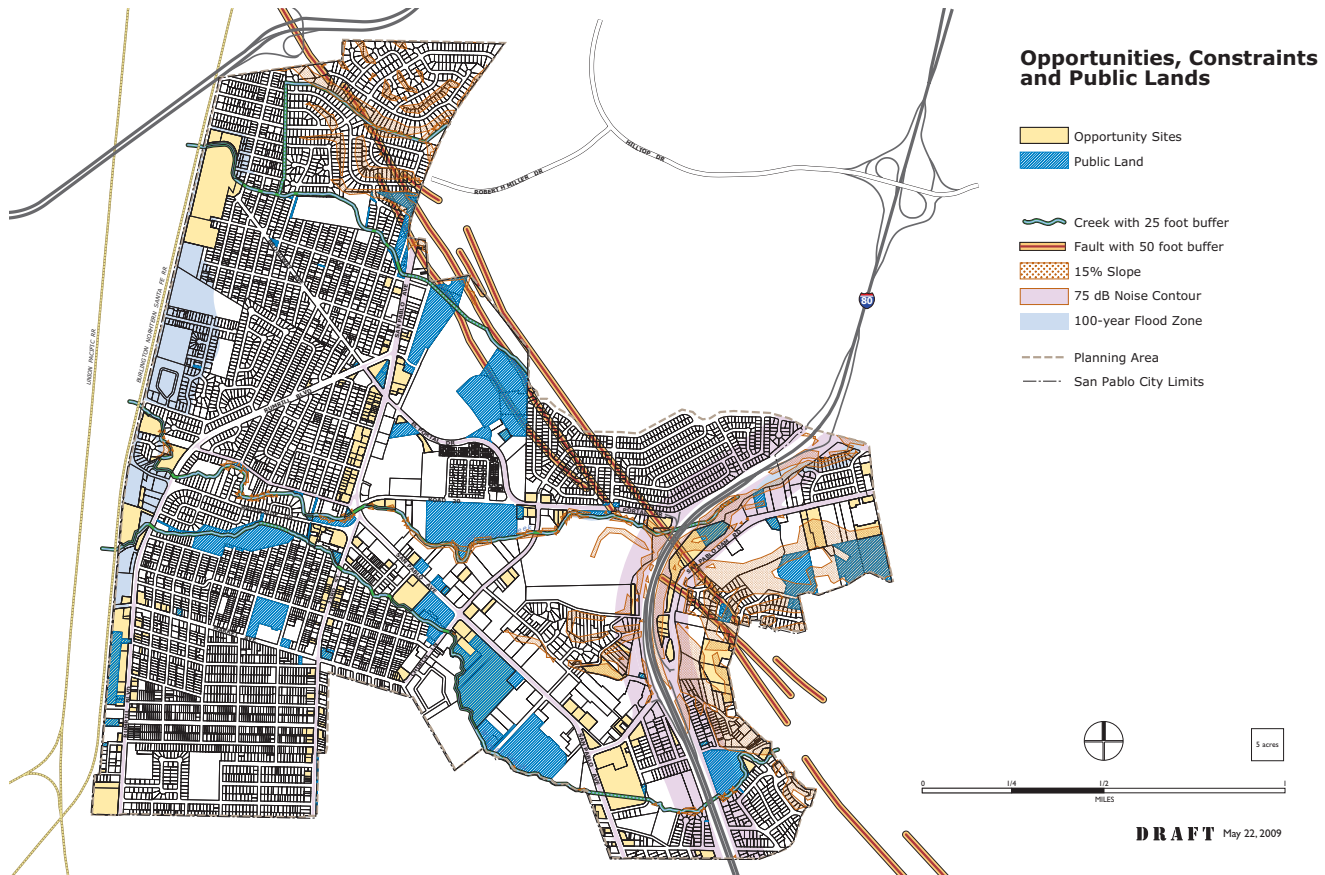 Opportunities, Constraints
and Public Lands
Opportunity Sites
Public Land
Creek with 25 foot buffer
Fault with 50 foot buffer
15% Slope
75 dB Noise Contour
100-year Flood Zone
Planning Area
San Pablo City Limits
HILLTOP DR
ROBERT H MILLER DR
80
UNION PACIFIC RR
BURLINGTON NORHTERN SANTA FE RR
5 acres
0
1/4
1/2
1
MILES
DRAFT May 22, 2009